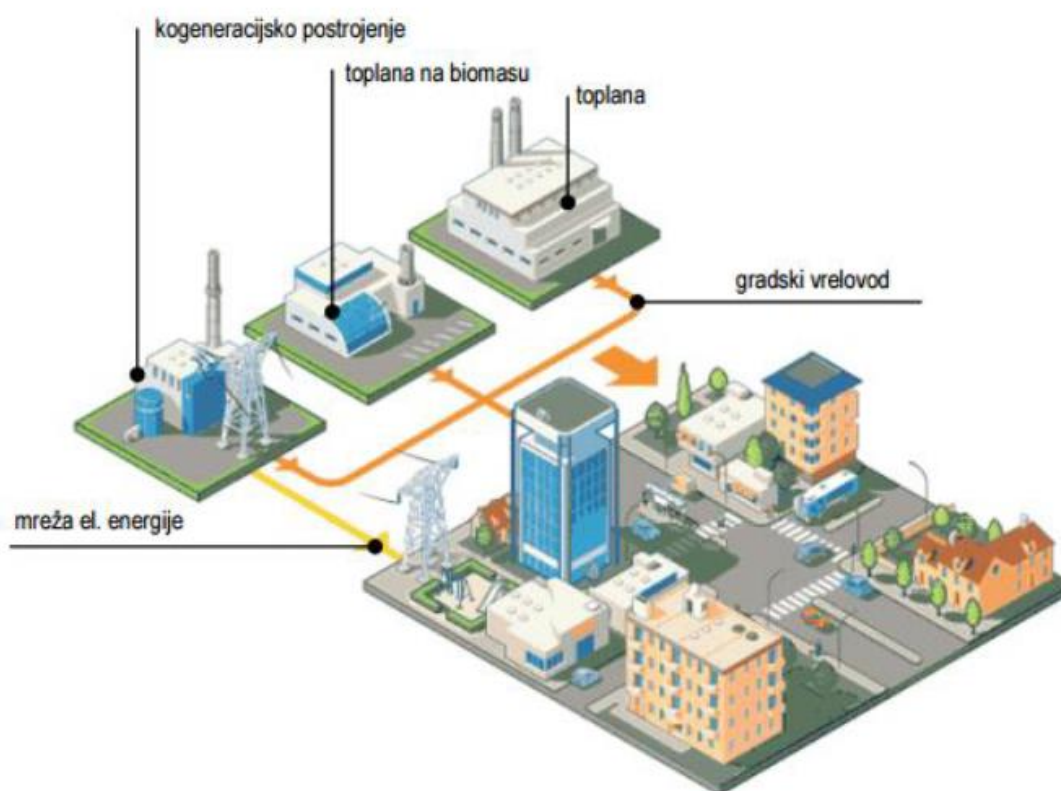 kogeneracijsko postrojenje
toplana na biomasu
toplana
gradski vrelovod
mreža el. energije